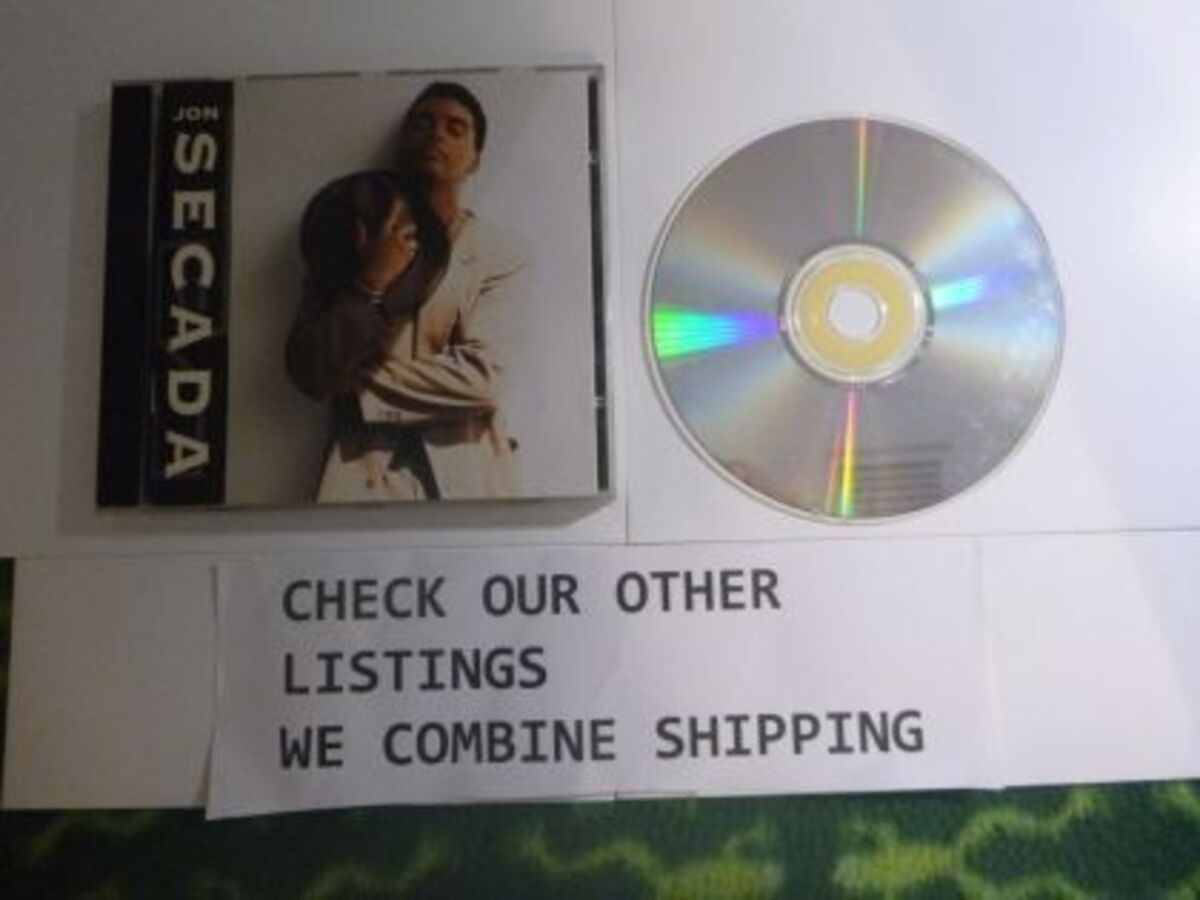 JON
SECADA
CHECK OUR OTHER
LISTINGS
WE COMBINE SHIPPING